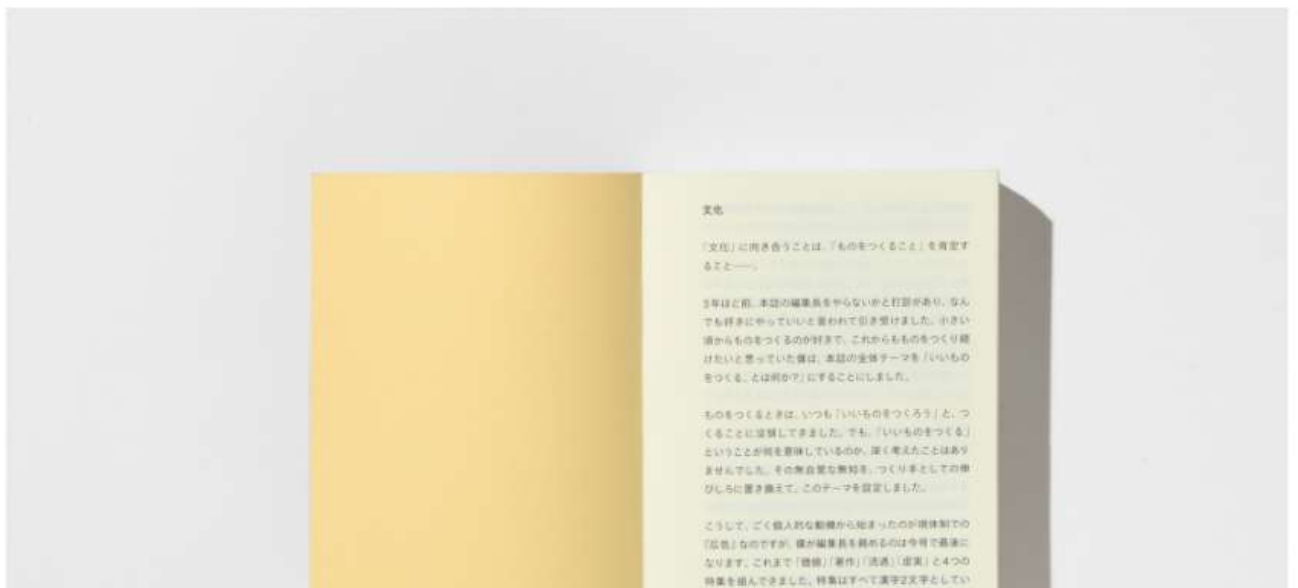 文化
「文化」に向き合うことは、「ものをつくること」を肯定す
ること――。
3年ほど前、本誌の編集長をやらないかと打診があり、なん
でも好きにやっていいと言われて引き受けました。小さい
頃からものをつくるのが好きで、これからもものをつくり続
けたいと思っていた僕は、本誌の全体テーマを「いいもの
をつくる、とは何か?」にすることにしました。
ものをつくるときは、いつも「いいものをつくろう」と、つ
くることに没頭してきました。でも、「いいものをつくる」
ということが何を意味しているのか、深く考えたことはあり
ませんでした。その無自覚な無知を、つくり手としての伸
びしろに置き換えて、このテーマを設定しました。
こうして、ごく個人的な動機から始まったのが現体制での
『広告』なのですが、僕が編集長を務めるのは今号で最後に
なります。これまで「価値」「著作」「流通」「虚実」と4つの
特集を組んできました。特集はすべて漢字2文字としてい